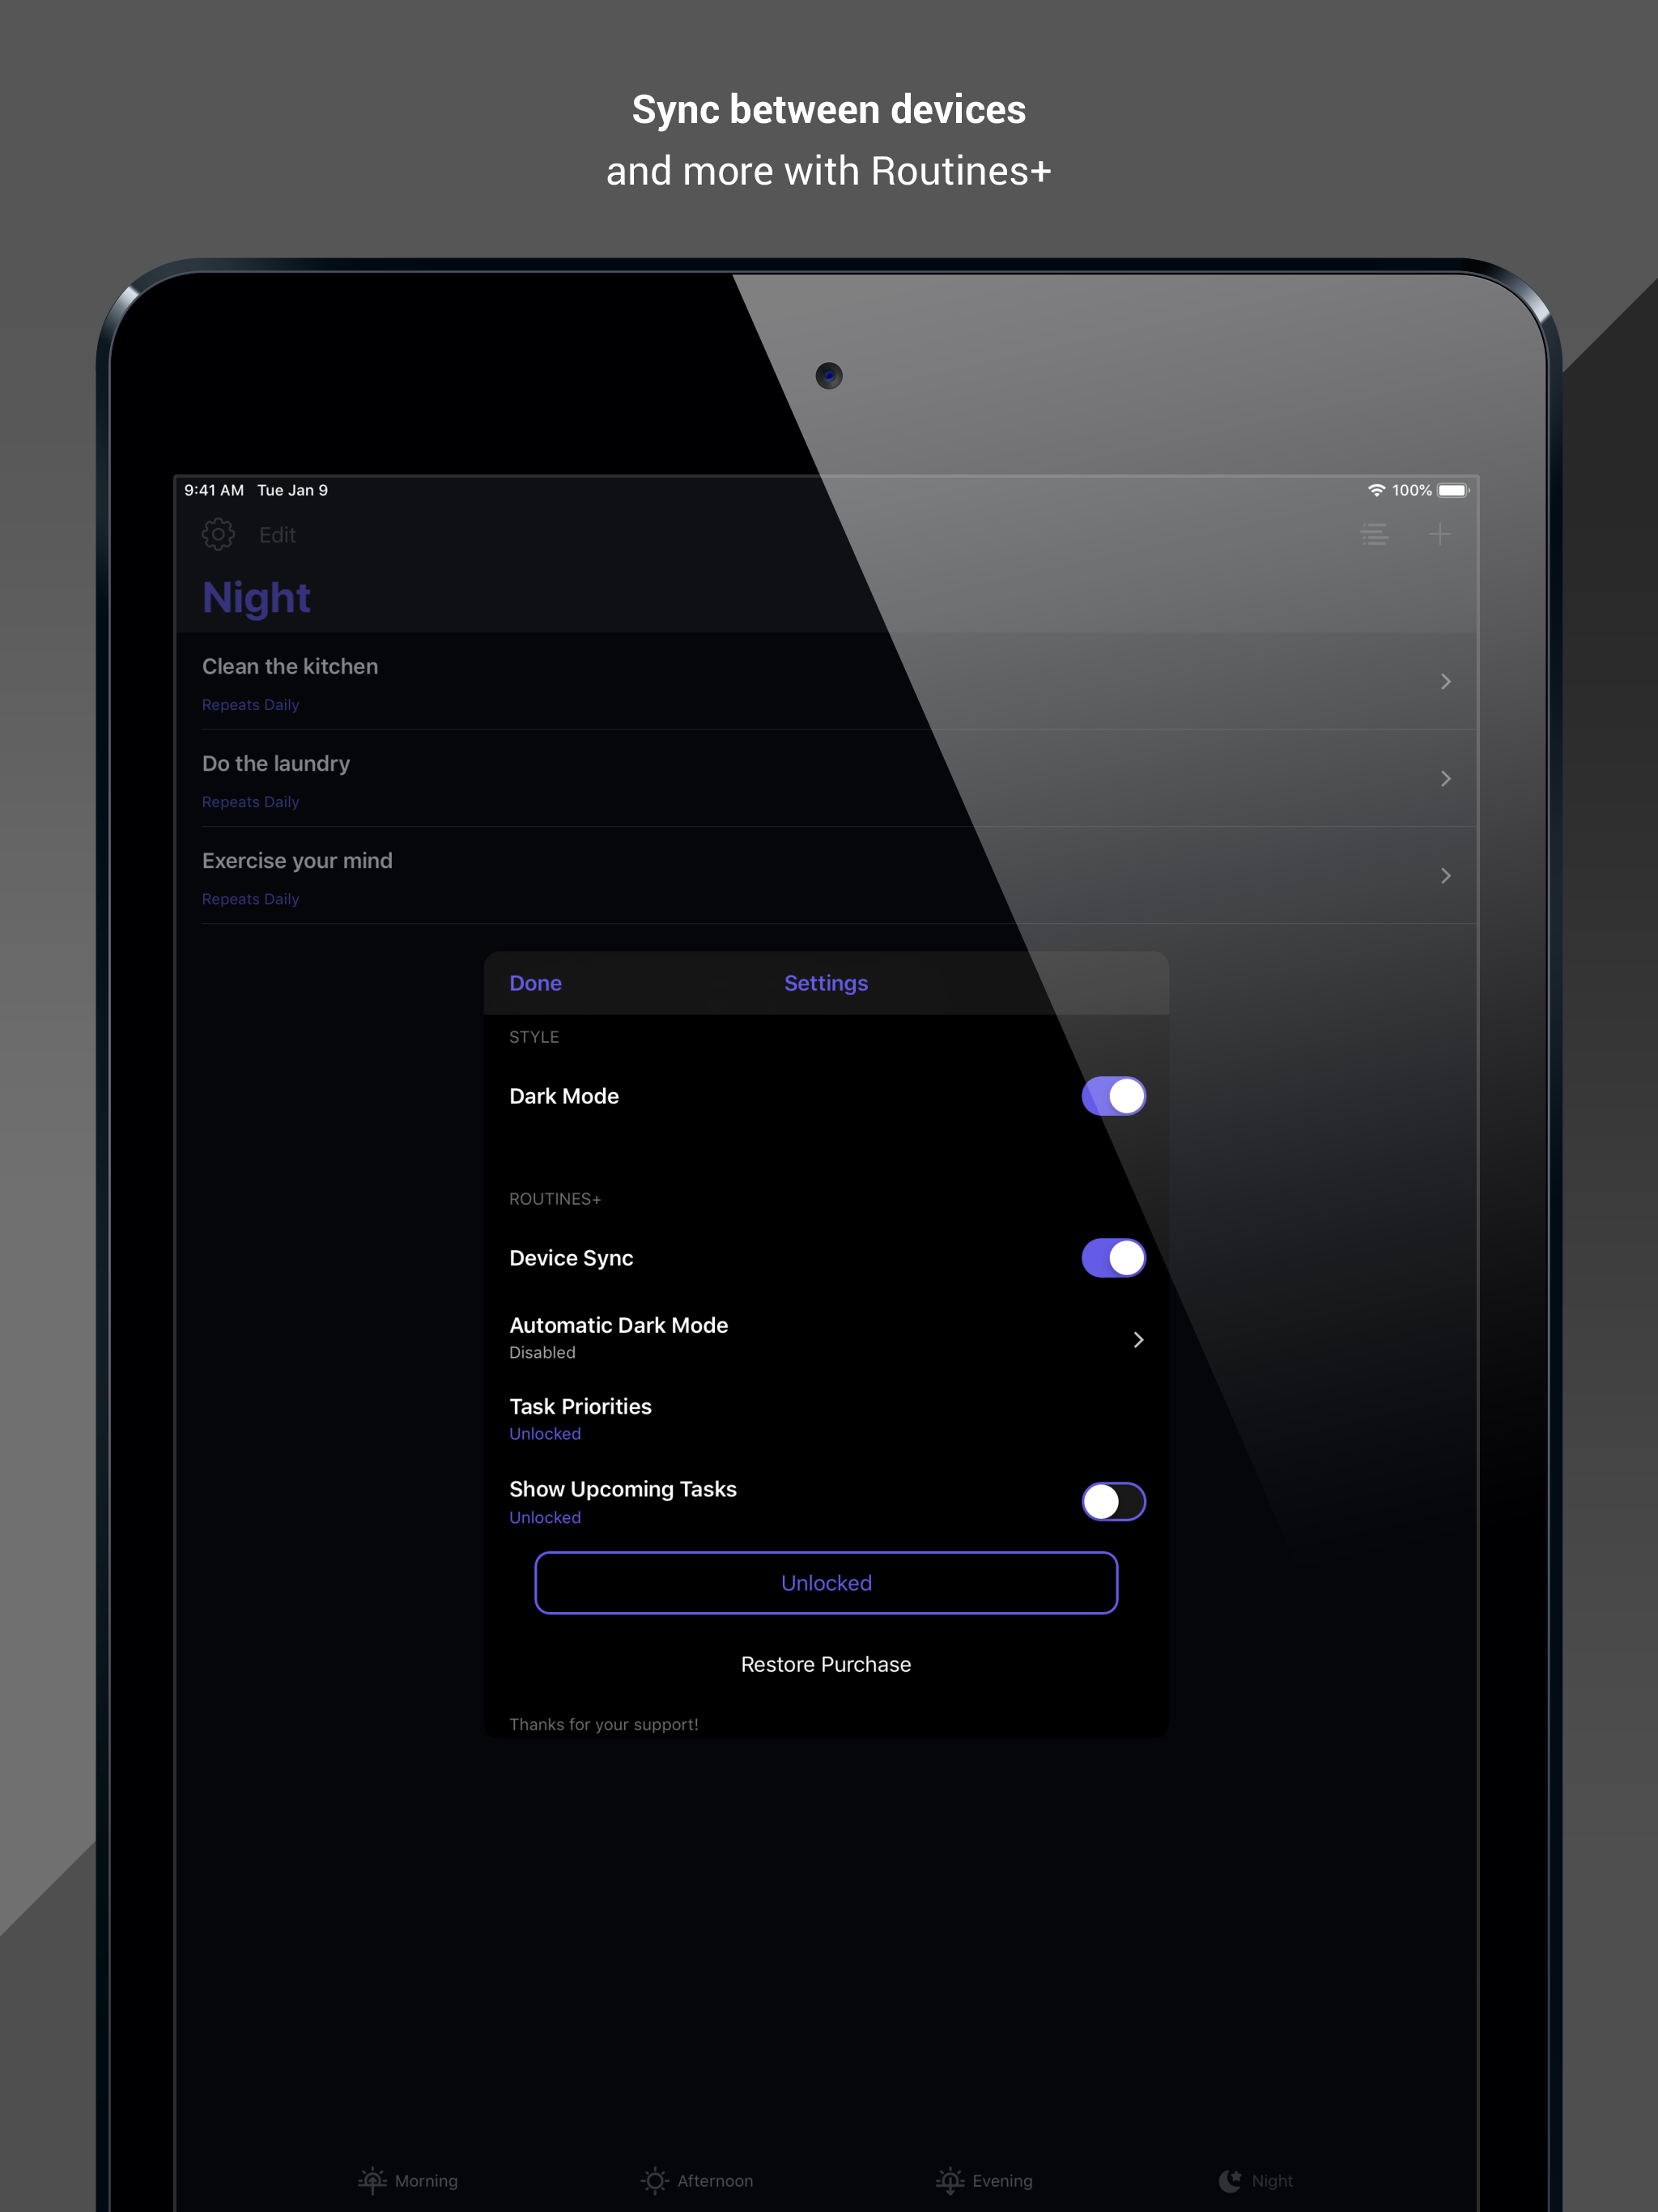 Sync between devices
and more with Routines+
9:41 AM Tue Jan 9
100%
Edit
Night
Clean the kitchen
Repeats Daily
Do the laundry
Repeats Daily
Exercise your mind
Repeats Daily
Done Settings
STYLE
Dark Mode
ROUTINES+
Device Sync
Automatic Dark Mode
Disabled
Task Priorities
Unlocked
Show Upcoming Tasks
Unlocked
Unlocked
Restore Purchase
Thanks for your support!
Morning Afternoon Evening Night